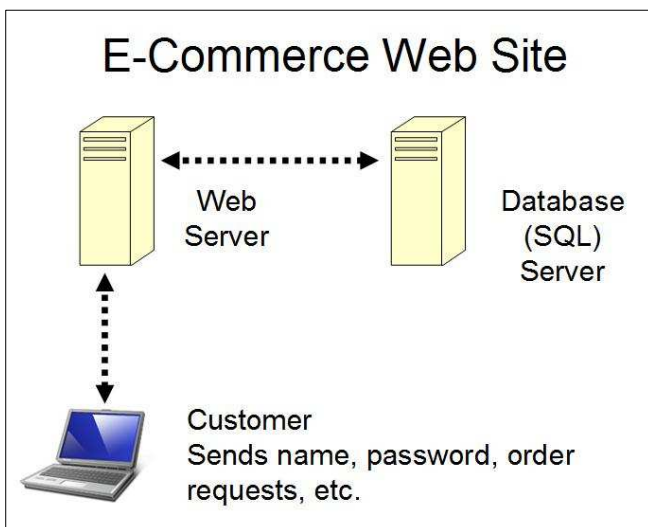 E-Commerce Web Site
Web
Server
Database
(SQL)
Server
Customer
Sends name, password, order
requests, etc.